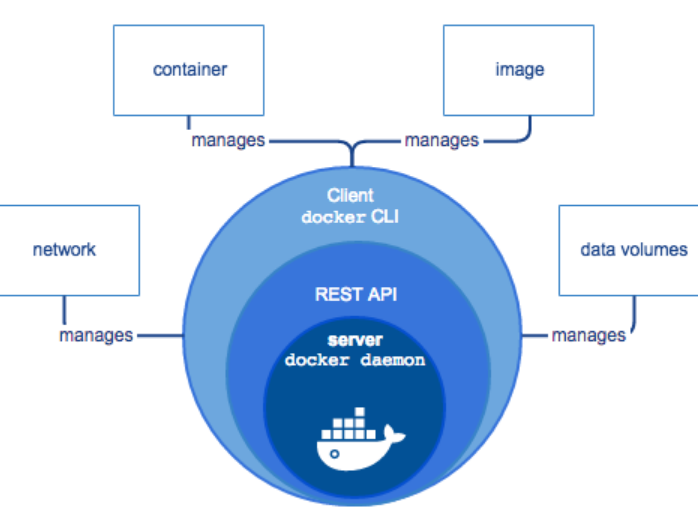 container
image
manages
manages
Client
docker CLI
network
data volumes
REST API
manages
server
manages
docker daemon